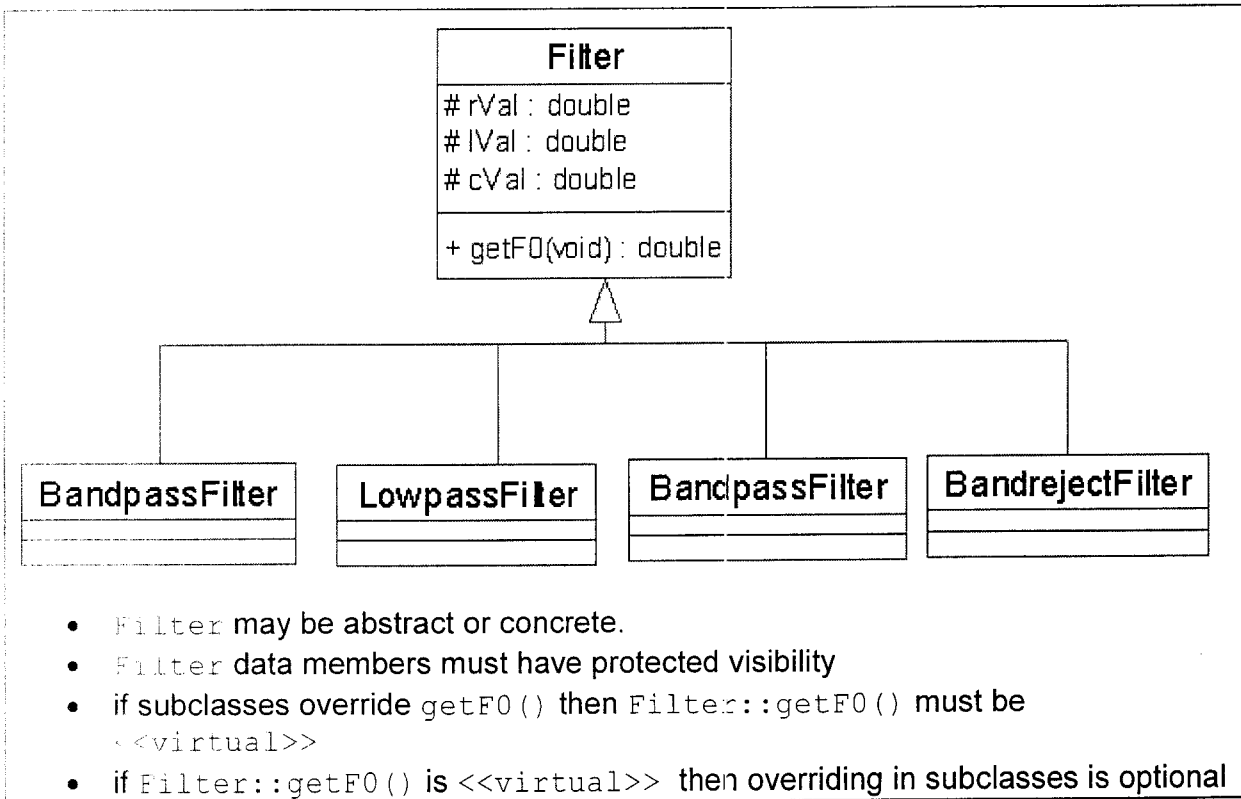 Filter
# rVal : double
# lVal : double
# cVal : double
+ getF0(void) : double
BandpassFilter
LowpassFilter
BandpassFilter
BandrejectFilter
• Filter may be abstract or concrete.
• Filter data members must have protected visibility
• if subclasses override getF0() then Filter::getF0() must be
<<virtual>>
• if Filter::getF0() is <<virtual>> then overriding in subclasses is optional